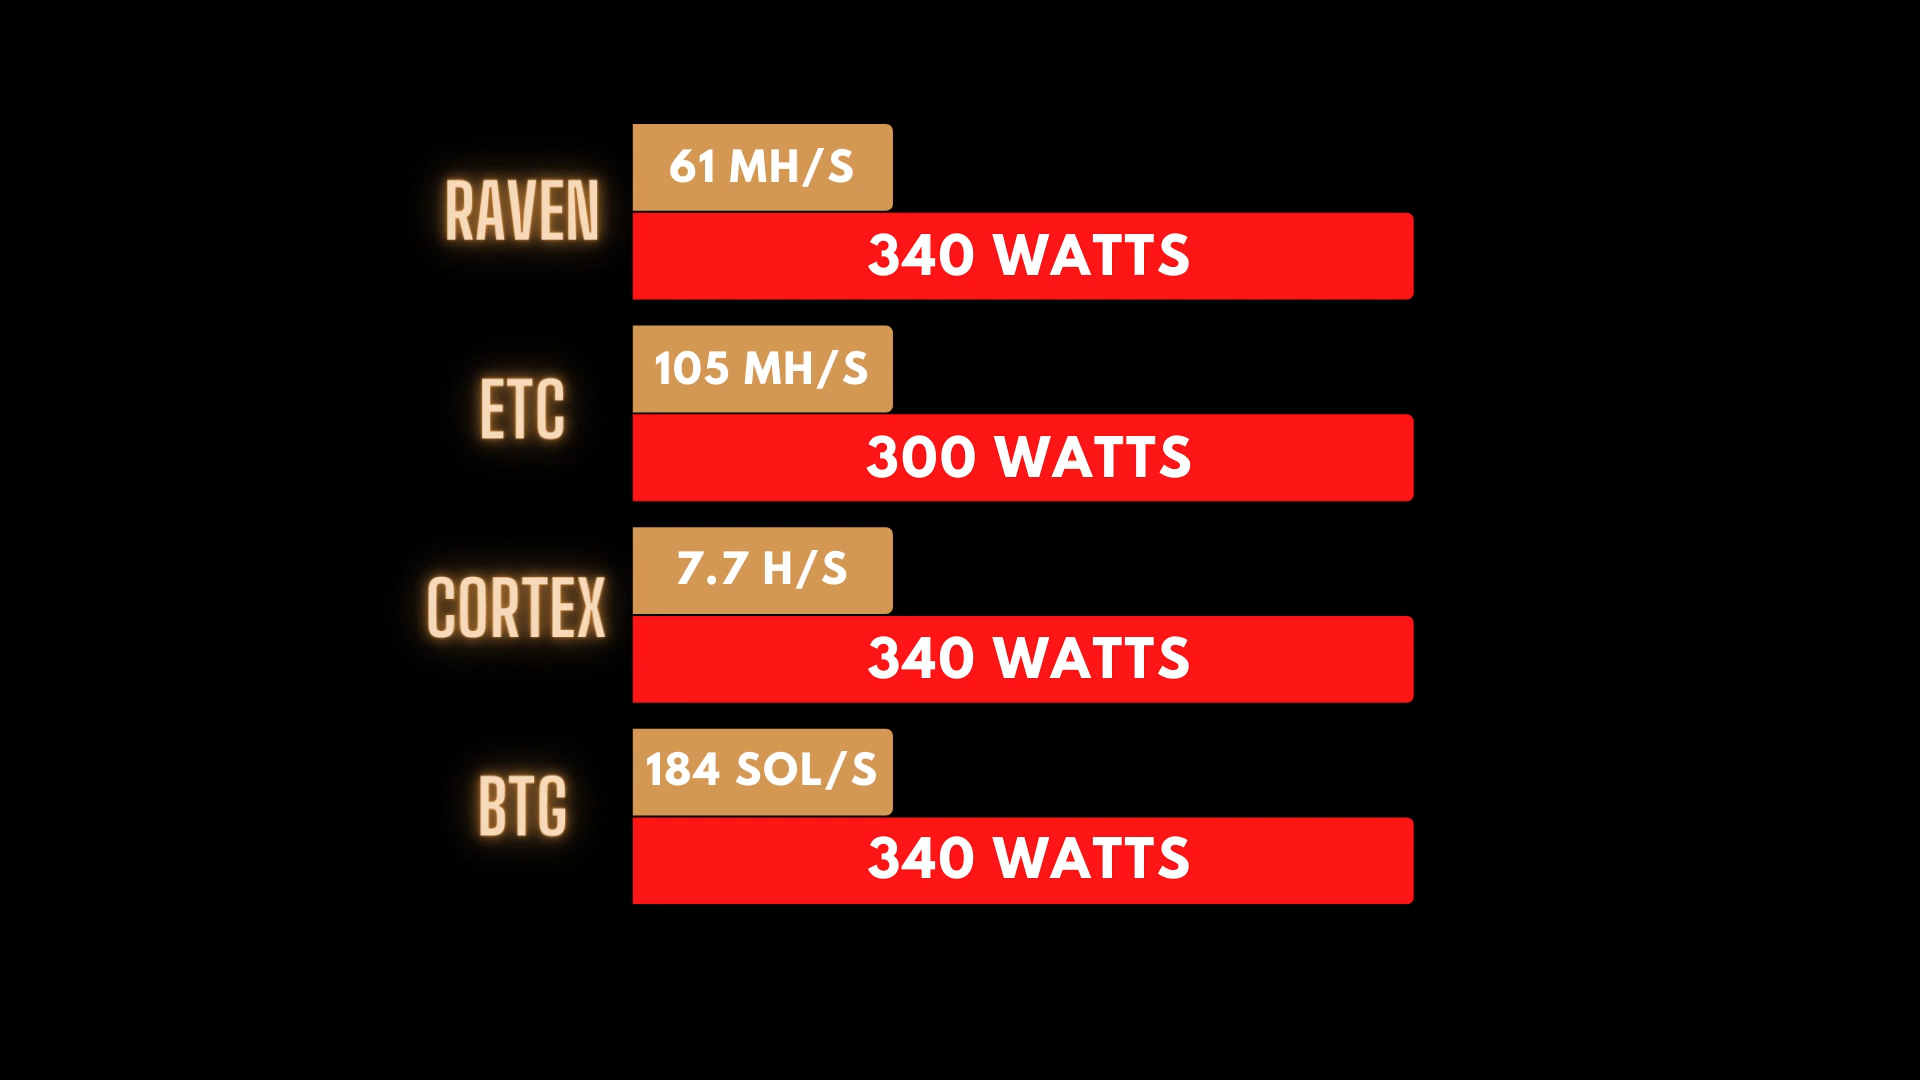 RAVEN
61 MH/S
340 WATTS
ETC
105 MH/S
300 WATTS
CORTEX
7.7 H/S
340 WATTS
BTG
184 SOL/S
340 WATTS